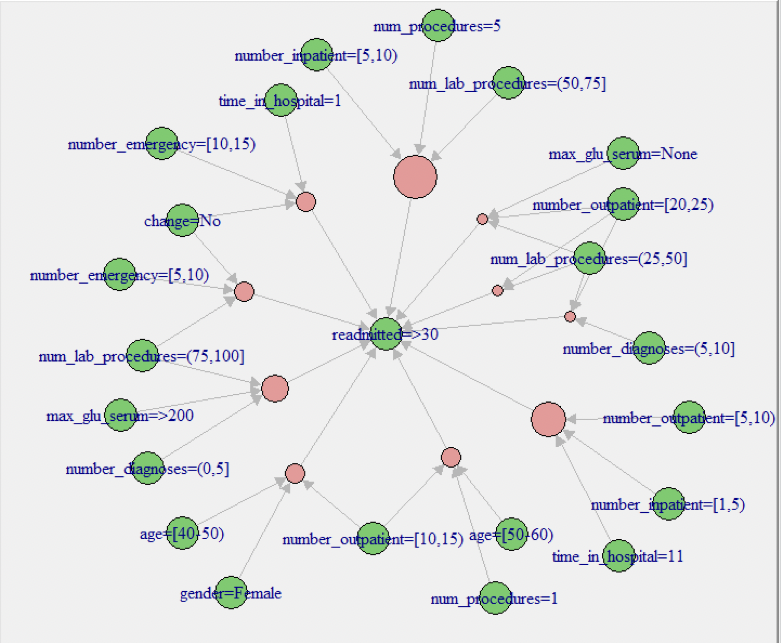 num_procedures=5
number_inpatient=[5,10)
num_lab_procedures=(50,75]
time_in_hospital=1
number_emergency=[10,15)
max_glu_serum=None
number_outpatient=[20,25)
change=No
num_lab_procedures=(25,50]
number_emergency=[5,10)
readmitted=>30
number_diagnoses=(5,10]
num_lab_procedures=(75,100]
max_glu_serum=>200
number_outpatient=[5,10)
number_diagnoses=(0,5]
number_inpatient=[1,5)
age=[40-50)
number_outpatient=[10,15)
age=[50-60)
time_in_hospital=11
gender=Female
num_procedures=1